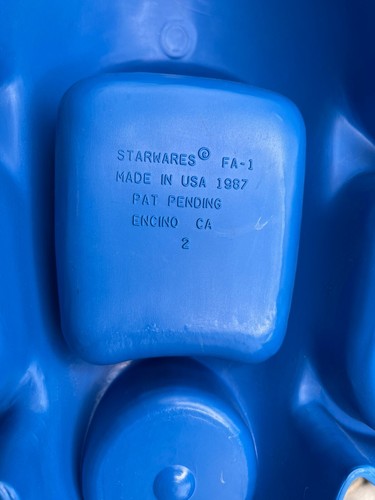 STARWARES© FA-1
MADE IN USA 1987
PAT PENDING
ENCINO CA
2